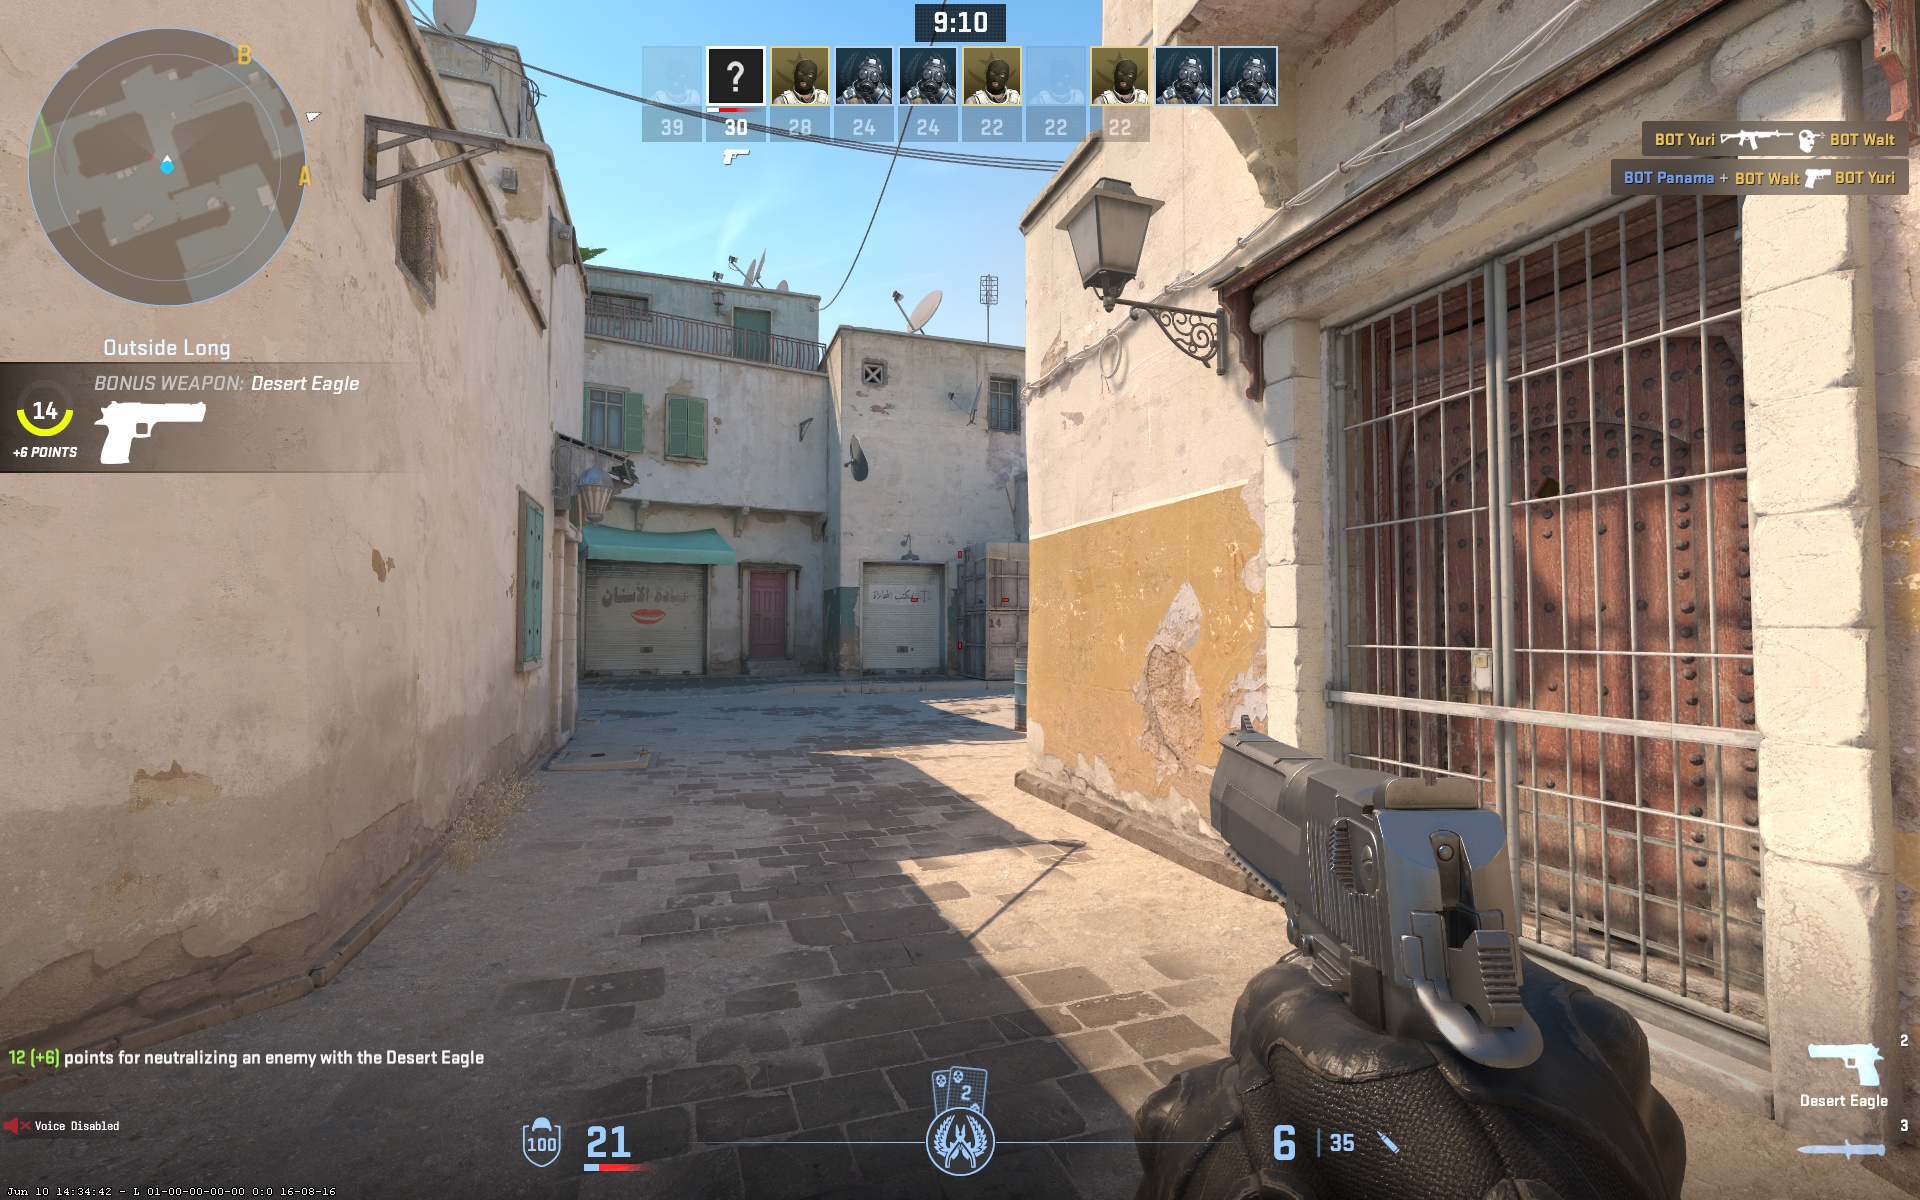 9:10
B
A
?
39 30 28 24 24 22 22 22
BOT Yuri BOT Walt
BOT Panama + BOT Walt BOT Yuri
Outside Long
BONUS WEAPON: Desert Eagle
14
+6 POINTS
14
12 (+6) points for neutralizing an enemy with the Desert Eagle
Voice Disabled
100
21
2
6 | 35
2
Desert Eagle
3
Jun 10 14:34:42 - L 01-00-00-00-00 0:0 16-08-16